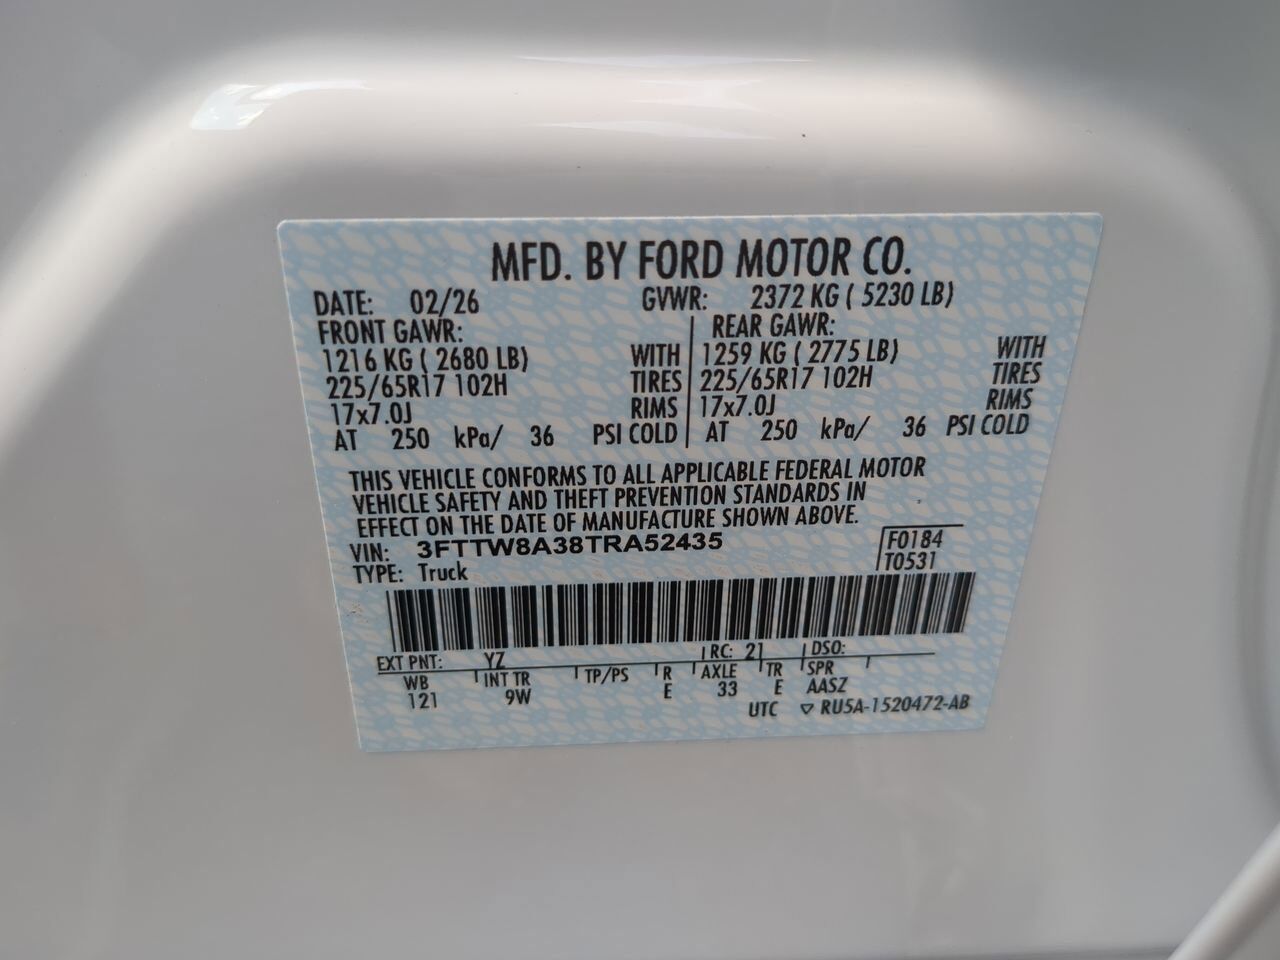 MFD. BY FORD MOTOR CO.
DATE: 02/26 GVWR: 2372 KG ( 5230 LB)
FRONT GAWR: REAR GAWR:
1216 KG ( 2680 LB) WITH 1259 KG ( 2775 LB) WITH
225/65R17 102H TIRES 225/65R17 102H TIRES
17x7.0J RIMS 17x7.0J RIMS
AT 250 kPa/ 36 PSI COLD AT 250 kPa/ 36 PSI COLD
THIS VEHICLE CONFORMS TO ALL APPLICABLE FEDERAL MOTOR
VEHICLE SAFETY AND THEFT PREVENTION STANDARDS IN
EFFECT ON THE DATE OF MANUFACTURE SHOWN ABOVE.
VIN: 3FTTW8A38TRA52435 F0184
TYPE: Truck T0531
EXT PNT: YZ RC: 21 DSO:
WB INT TR TP/PS R AXLE TR SPR
121 9W E 33 E AASZ
UTC ▽ RU5A-1520472-AB